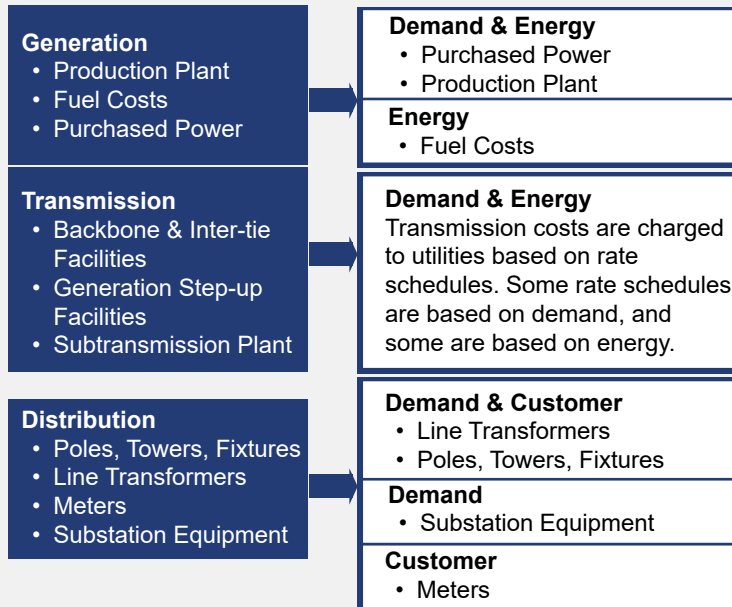 Generation
• Production Plant
• Fuel Costs
• Purchased Power
Demand & Energy
• Purchased Power
• Production Plant
Energy
• Fuel Costs
Transmission
• Backbone & Inter-tie
Facilities
• Generation Step-up
Facilities
• Subtransmission Plant
Demand & Energy
Transmission costs are charged
to utilities based on rate
schedules. Some rate schedules
are based on demand, and
some are based on energy.
Distribution
• Poles, Towers, Fixtures
• Line Transformers
• Meters
• Substation Equipment
Demand & Customer
• Line Transformers
• Poles, Towers, Fixtures
Demand
• Substation Equipment
Customer
• Meters